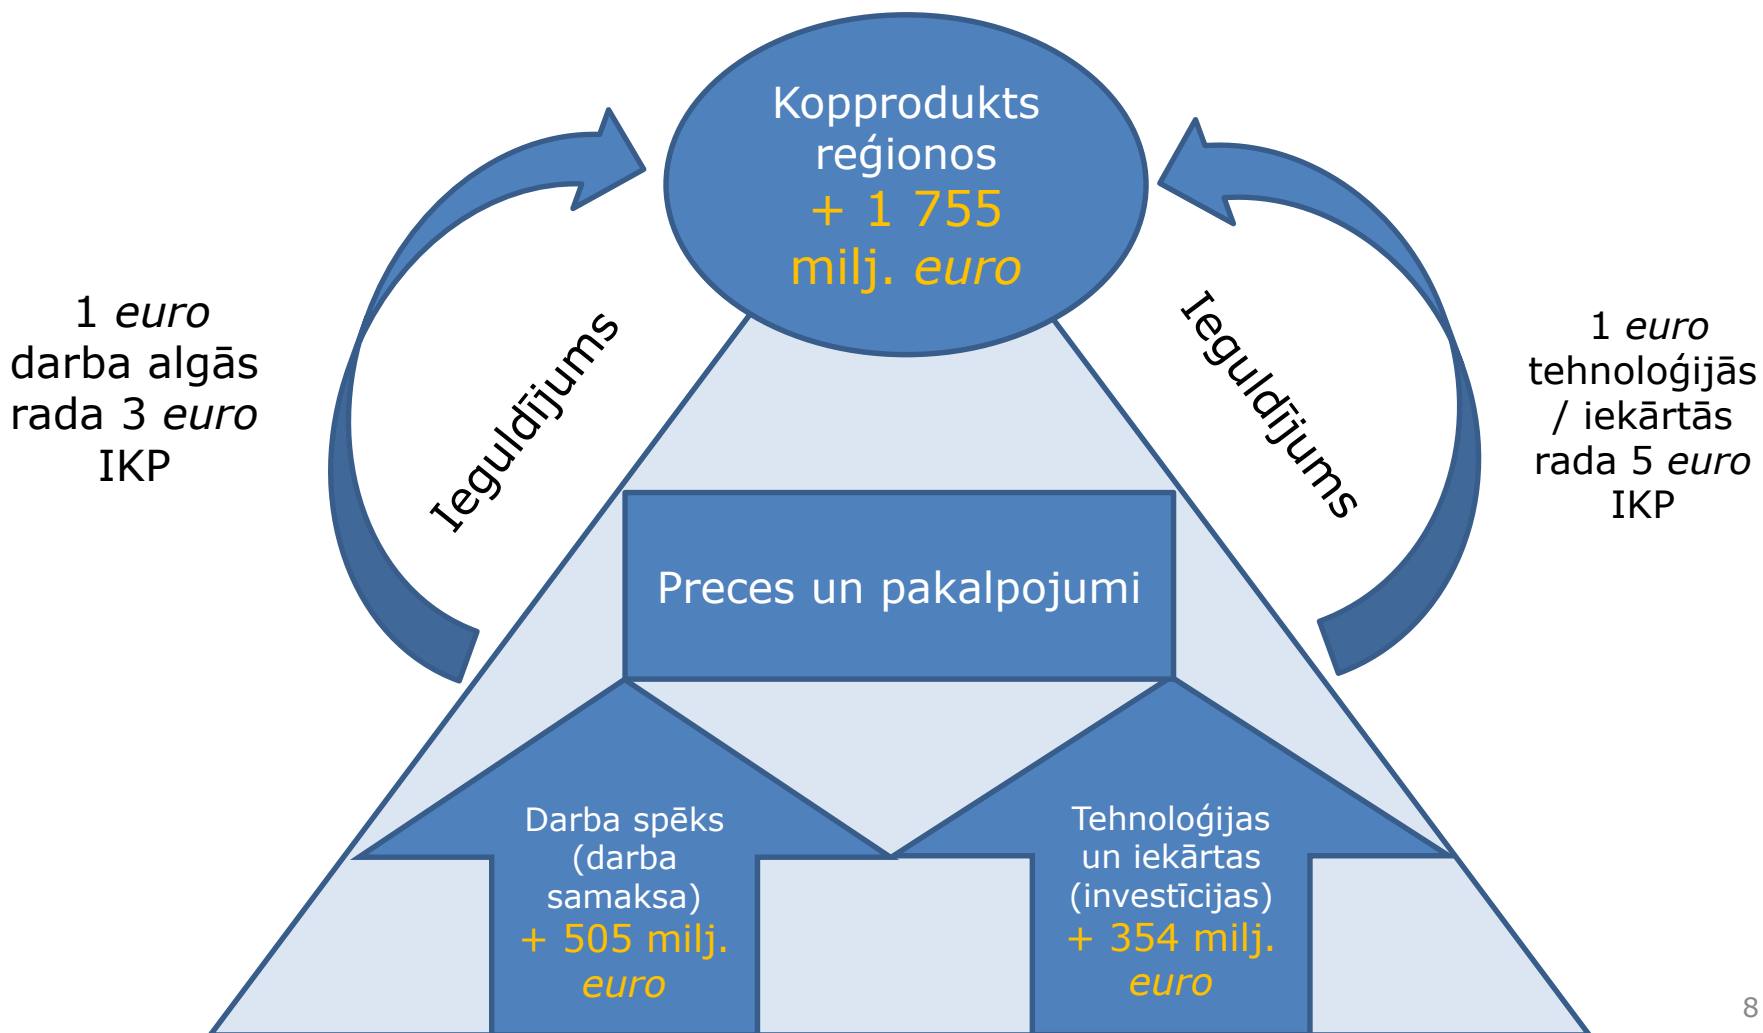 Kopprodukts
reģionos
+ 1 755
milj. euro
1 euro
darba algās
rada 3 euro
IKP
Ieguldījums
Ieguldījums
1 euro
tehnoloģijās
/ iekārtās
rada 5 euro
IKP
Preces un pakalpojumi
Darba spēks
(darba
samaksa)
+ 505 milj.
euro
Tehnoloģijas
un iekārtas
(investīcijas)
+ 354 milj.
euro
8